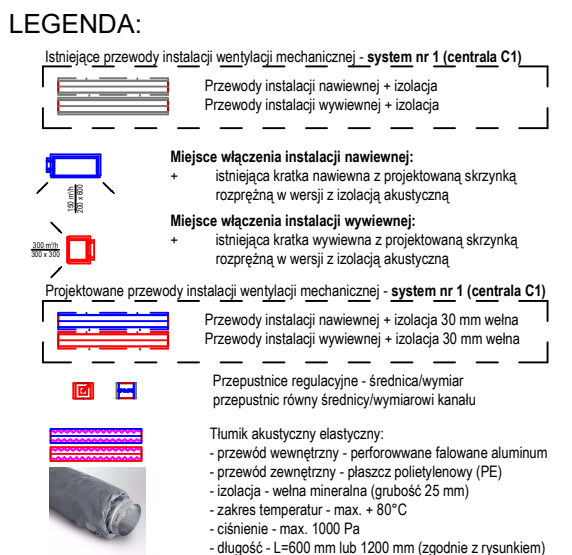 LEGENDA:
Istniejące przewody instalacji wentylacji mechanicznej - system nr 1 (centrala C1)
Przewody instalacji nawiewnej + izolacja
Przewody instalacji wywiewnej + izolacja
Miejsce włączenia instalacji nawiewnej:
+ istniejąca kratka nawiewna z projektowaną skrzynką
rozprężną w wersji z izolacją akustyczną
150 m³/h
200 x 600
Miejsce włączenia instalacji wywiewnej:
+ istniejąca kratka wywiewna z projektowaną skrzynką
rozprężną w wersji z izolacją akustyczną
300 m³/h
300 x 300
Projektowane przewody instalacji wentylacji mechanicznej - system nr 1 (centrala C1)
Przewody instalacji nawiewnej + izolacja 30 mm wełna
Przewody instalacji wywiewnej + izolacja 30 mm wełna
Przepustnice regulacyjne - średnica/wymiar
przepustnic równy średnicy/wymiarowi kanału
Tłumik akustyczny elastyczny:
- przewód wewnętrzny - perforowwane falowane aluminum
- przewód zewnętrzny - płaszcz polietylenowy (PE)
- izolacja - wełna mineralna (grubość 25 mm)
- zakres temperatur - max. + 80°C
- ciśnienie - max. 1000 Pa
- długość - L=600 mm lub 1200 mm (zgodnie z rysunkiem)